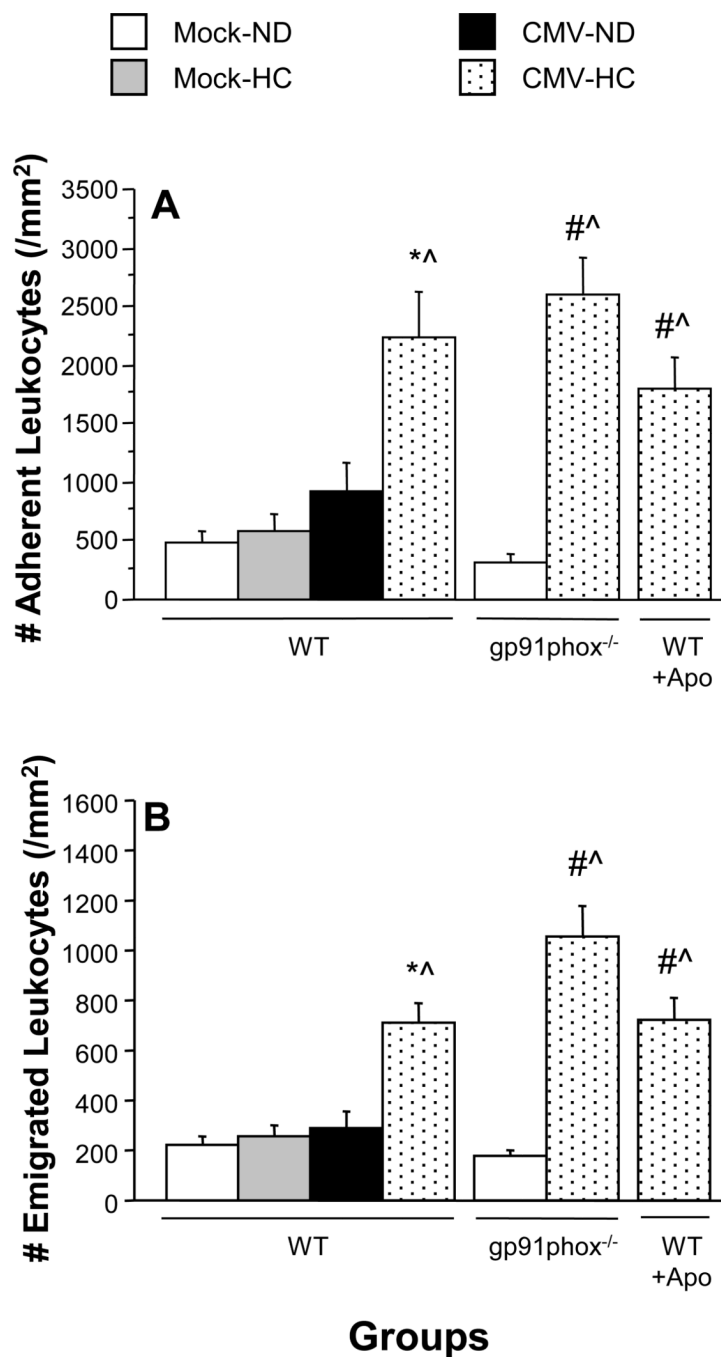 Mock-ND
CMV-ND
Mock-HC
CMV-HC
A
# Adherent Leukocytes (/mm²)
3500
3000
2500
2000
1500
1000
500
0
*^
#^
#^
WT
gp91phox⁻/⁻
WT
+Apo
B
# Emigrated Leukocytes (/mm²)
1600
1400
1200
1000
800
600
400
200
0
*^
#^
#^
WT
gp91phox⁻/⁻
WT
+Apo
Groups